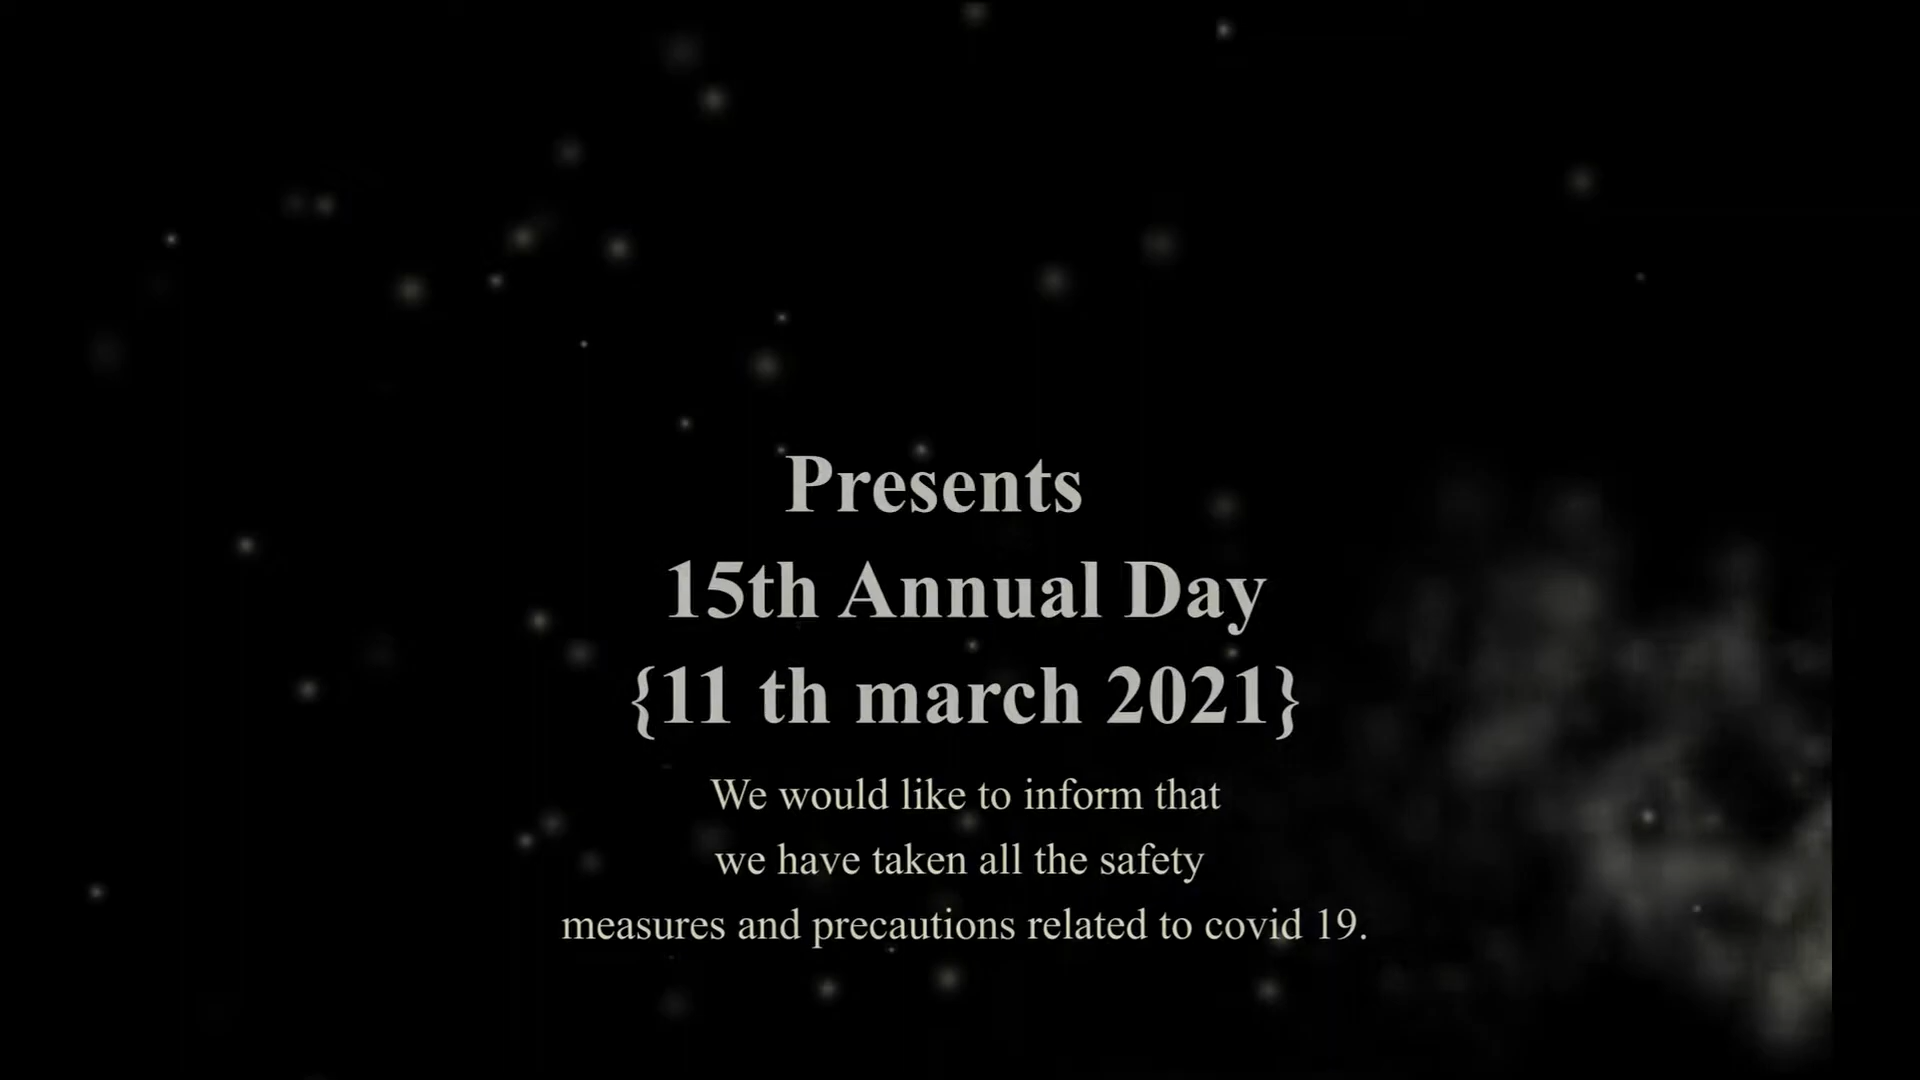 Presents
15th Annual Day
{11 th march 2021}
We would like to inform that
we have taken all the safety
measures and precautions related to covid 19.